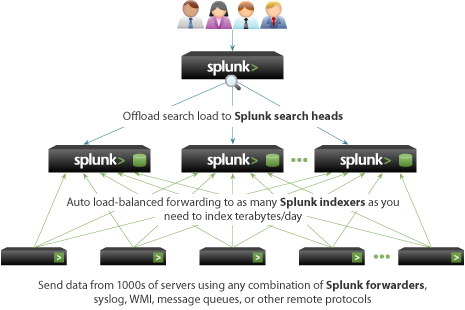 splunk>
Offload search load to Splunk search heads
splunk> splunk> splunk>
Auto load-balanced forwarding to as many Splunk indexers as you
need to index terabytes/day
> > > > >
Send data from 1000s of servers using any combination of Splunk forwarders,
syslog, WMI, message queues, or other remote protocols